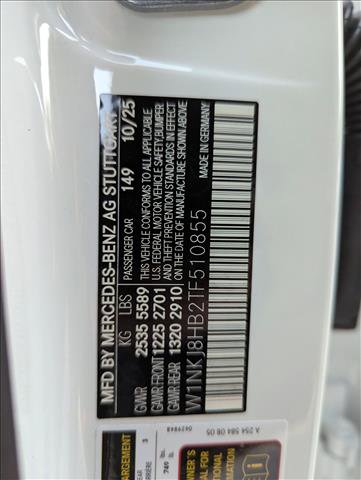 MFD BY MERCEDES-BENZ AG STUTTGART 10/25
PASSENGER CAR 149
KG LBS
GVWR 2535 5589
GAWR FRONT 1225 2701
GAWR 1320 2910
THIS VEHICLE CONFORMS TO ALL APPLICABLE
U.S. FEDERAL MOTOR VEHICLE SAFETY, BUMPER,
AND THEFT PREVENTION STANDARDS IN EFFECT
ON THE DATE OF MANUFACTURE SHOWN ABOVE
MADE IN GERMANY
W1NKJ8HB2TF510855
A 254 584 08 05